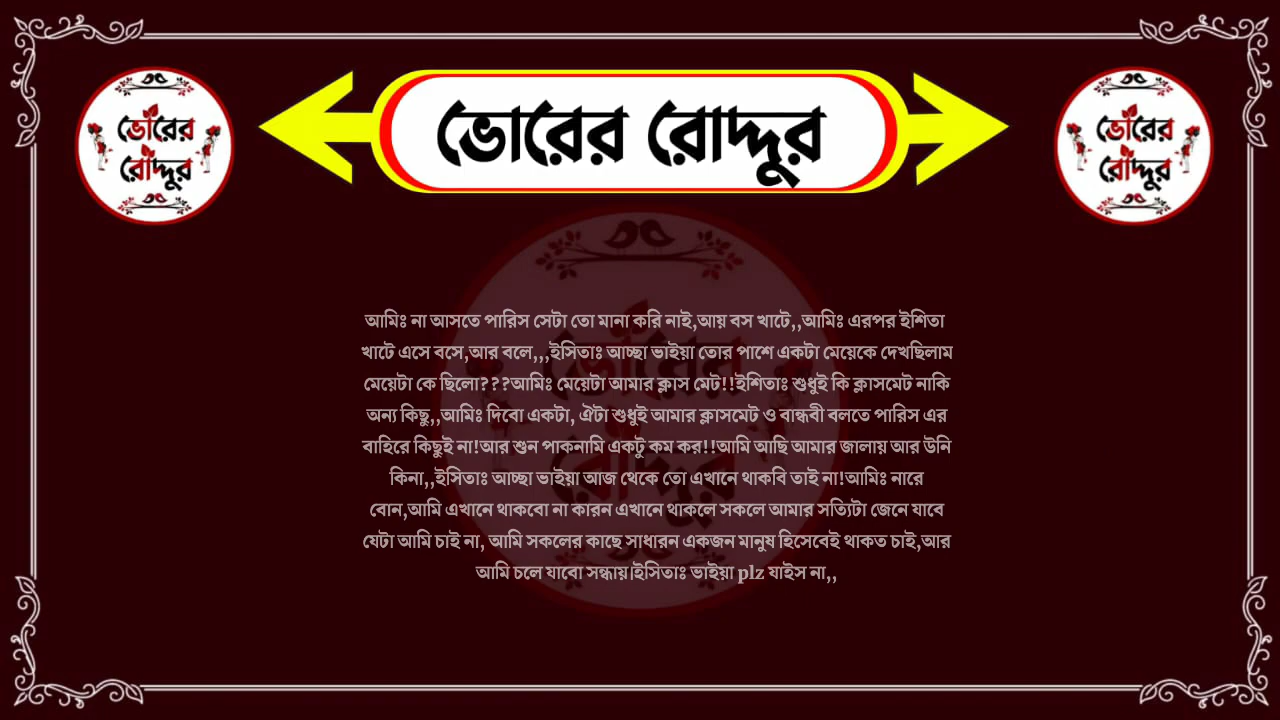 ভোরের রোদ্দুর
ভোরের
রোদ্দুর
ভোরের
রোদ্দুর
আমিঃ না আসতে পারিস সেটা তো মানা করি নাই,আয় বস খাটে,,আমিঃ এরপর ইশিতা
খাটে এসে বসে,আর বলে,,,ইসিতাঃ আচ্ছা ভাইয়া তোর পাশে একটা মেয়েকে দেখছিলাম
মেয়েটা কে ছিলো???আমিঃ মেয়েটা আমার ক্লাস মেট!!ইশিতাঃ শুধুই কি ক্লাসমেট নাকি
অন্য কিছু,,আমিঃ দিবো একটা, ঐটা শুধুই আমার ক্লাসমেট ও বান্ধবী বলতে পারিস এর
বাহিরে কিছুই না!আর শুন পাকনামি একটু কম কর!!আমি আছি আমার জালায় আর উনি
কিনা,,ইসিতাঃ আচ্ছা ভাইয়া আজ থেকে তো এখানে থাকবি তাই না!আমিঃ নারে
বোন,আমি এখানে থাকবো না কারন এখানে থাকলে সকলে আমার সত্যিটা জেনে যাবে
যেটা আমি চাই না, আমি সকলের কাছে সাধারন একজন মানুষ হিসেবেই থাকত চাই,আর
আমি চলে যাবো সন্ধায়।ইসিতাঃ ভাইয়া plz যাইস না,,